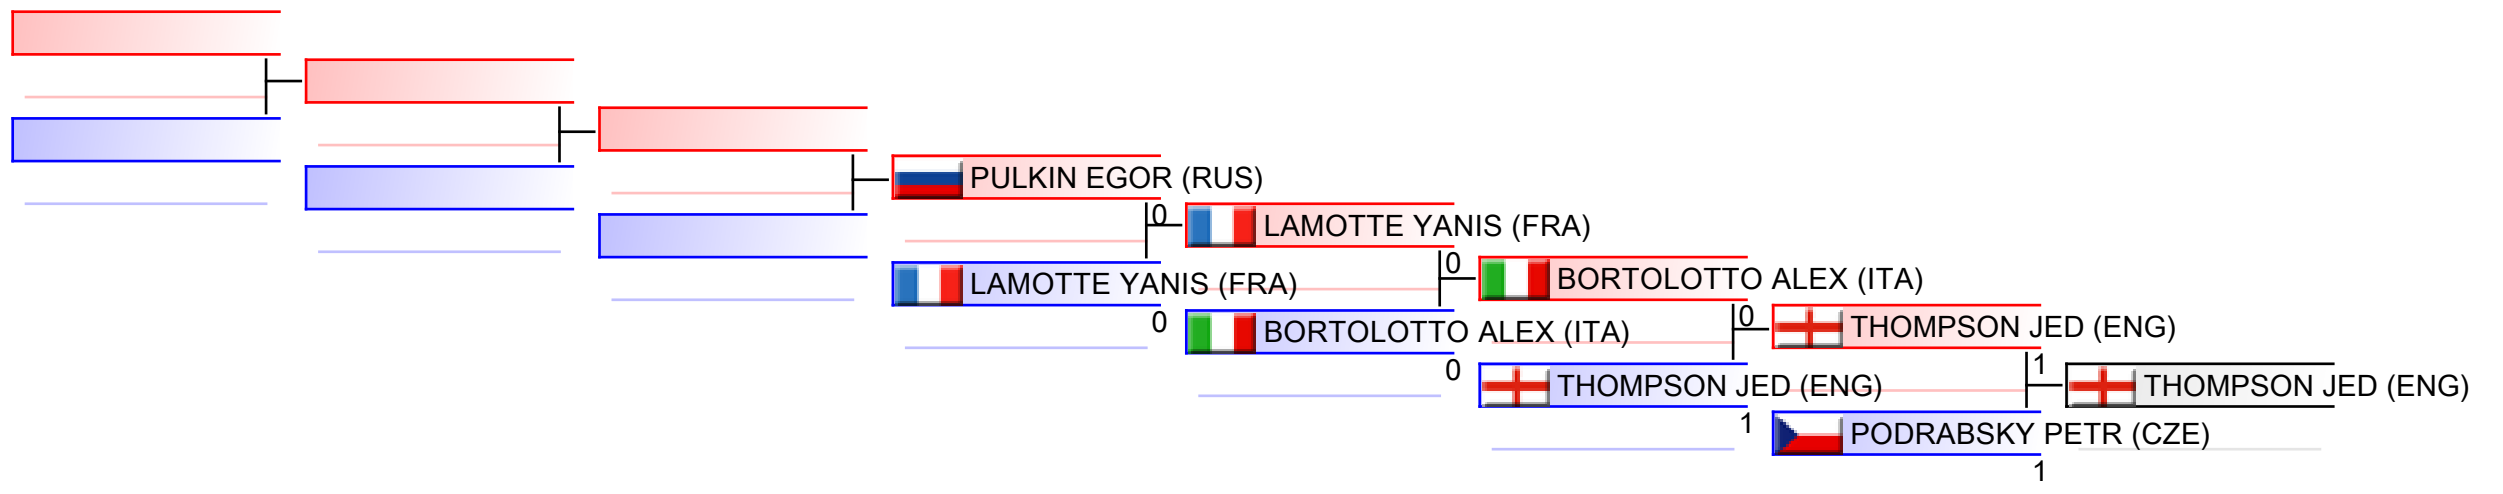 PULKIN EGOR (RUS)
0
LAMOTTE YANIS (FRA)
0
LAMOTTE YANIS (FRA)
0
BORTOLOTTO ALEX (ITA)
0
BORTOLOTTO ALEX (ITA)
0
THOMPSON JED (ENG)
1
THOMPSON JED (ENG)
1
PODRABSKY PETR (CZE)
1
THOMPSON JED (ENG)